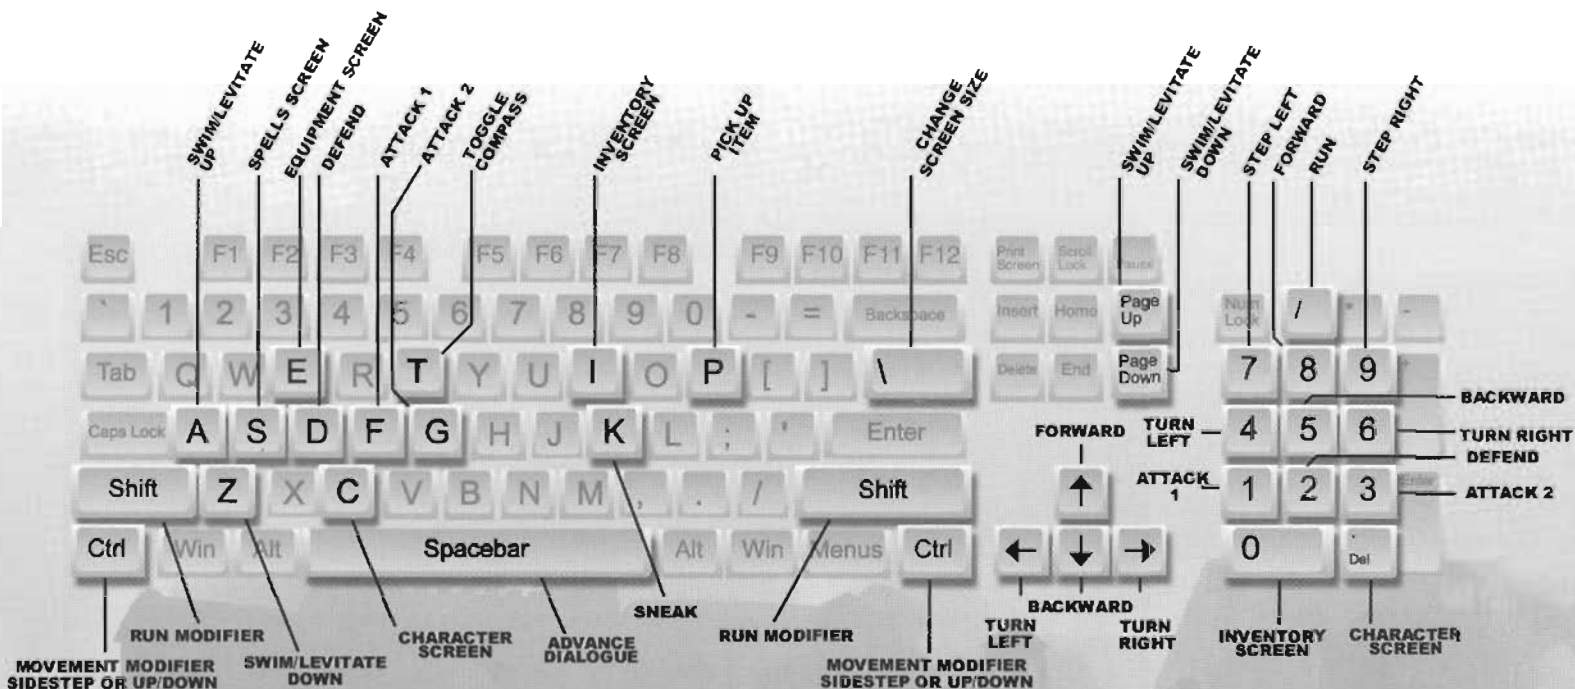 SWIM/LEVITATE
UP
SPELLS SCREEN
EQUIPMENT SCREEN
DEFEND
ATTACK 1
ATTACK 2
TOGGLE
COMPASS
INVENTORY
SCREEN
PICK UP
ITEM
CHANGE
SCREEN SIZE
SWIM/LEVITATE
UP
SWIM/LEVITATE
DOWN
STEP LEFT
FORWARD
RUN
STEP RIGHT
Esc F1 F2 F3 F4 F5 F6 F7 F8 F9 F10 F11 F12 Print Screen Scroll Lock Pause
` 1 2 3 4 5 6 7 8 9 0 - = Backspace Insert Home Page Up Num Lock / * -
Tab Q W E R T Y U I O P [ ] \ Delete End Page Down 7 8 9 +
BACKWARD
Caps Lock A S D F G H J K L ; ' Enter 4 5 6
FORWARD
TURN
LEFT
TURN RIGHT
DEFEND
Shift Z X C V B N M , . / Shift ↑ 1 2 3 Enter
ATTACK
1
ATTACK 2
Ctrl Win Alt Spacebar Alt Win Menus Ctrl ← ↓ → 0 . Del
SNEAK
BACKWARD
TURN
LEFT
TURN
RIGHT
RUN MODIFIER
CHARACTER
SCREEN
ADVANCE
DIALOGUE
RUN MODIFIER
INVENTORY
SCREEN
CHARACTER
SCREEN
MOVEMENT MODIFIER
SIDESTEP OR UP/DOWN
SWIM/LEVITATE
DOWN
MOVEMENT MODIFIER
SIDESTEP OR UP/DOWN